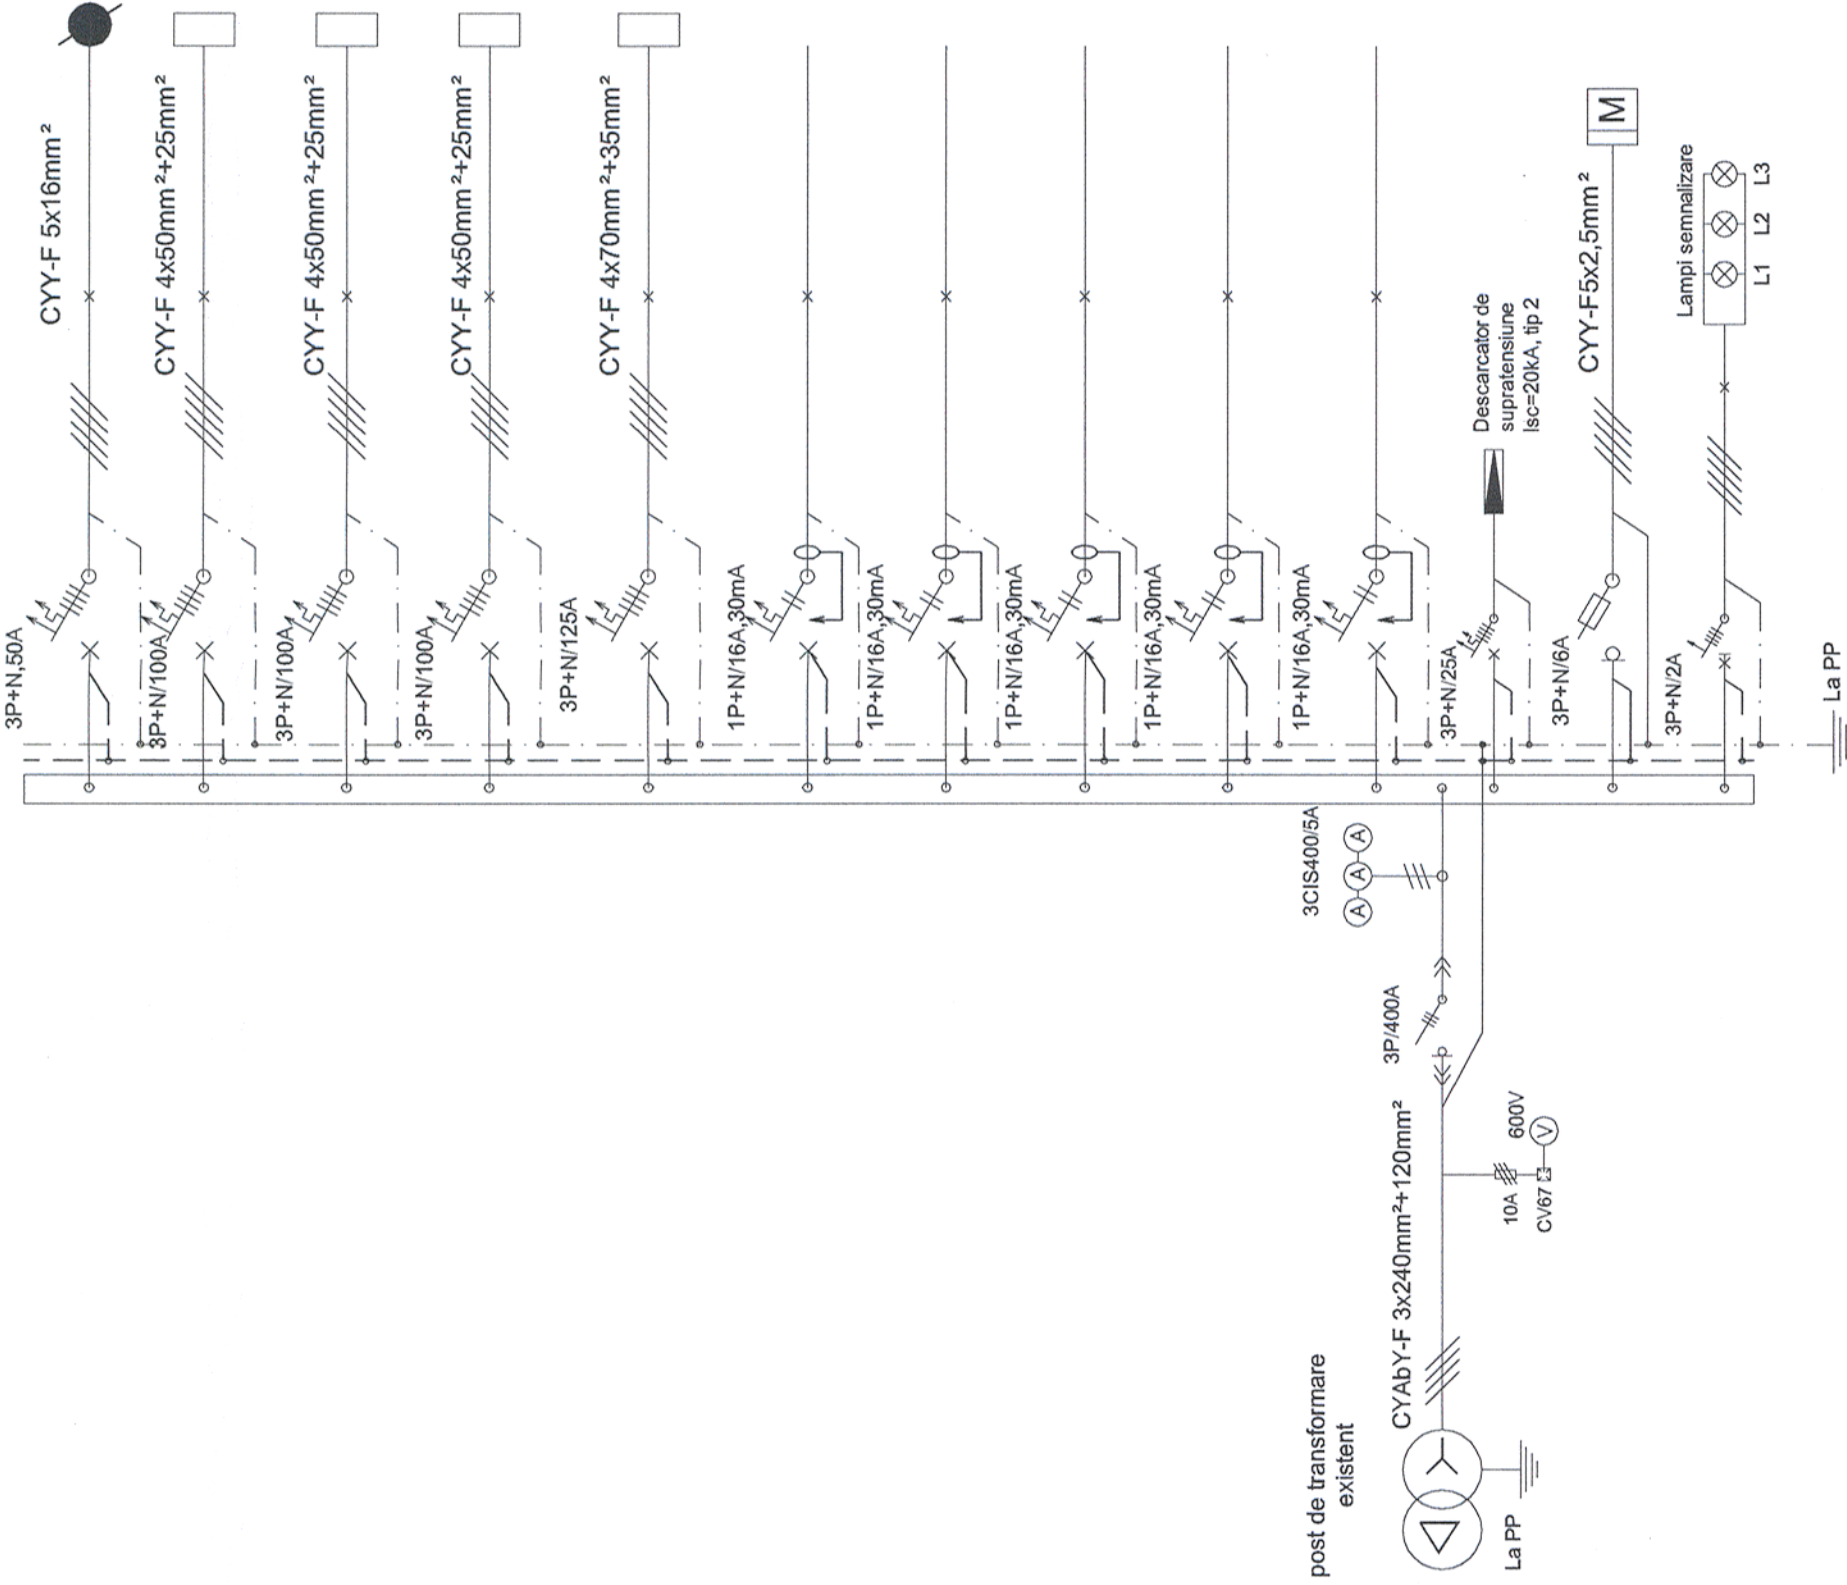 3P+N,50A
CYY-F 5x16mm²
3P+N/100A
CYY-F 4x50mm²+25mm²
3P+N/100A
CYY-F 4x50mm²+25mm²
3P+N/100A
CYY-F 4x50mm²+25mm²
3P+N/125A
CYY-F 4x70mm²+35mm²
1P+N/16A,30mA
1P+N/16A,30mA
1P+N/16A,30mA
1P+N/16A,30mA
1P+N/16A,30mA
3P+N/25A
Descarcator de
supratensiune
Isc=20kA, tip 2
3P+N/6A
CYY-F5x2,5mm²
M
3P+N/2A
Lampi semnalizare
L1 L2 L3
La PP
3CIS400/5A
A A A
3P/400A
CYAbY-F 3x240mm²+120mm²
10A
600V
CV67
V
post de transformare
existent
La PP